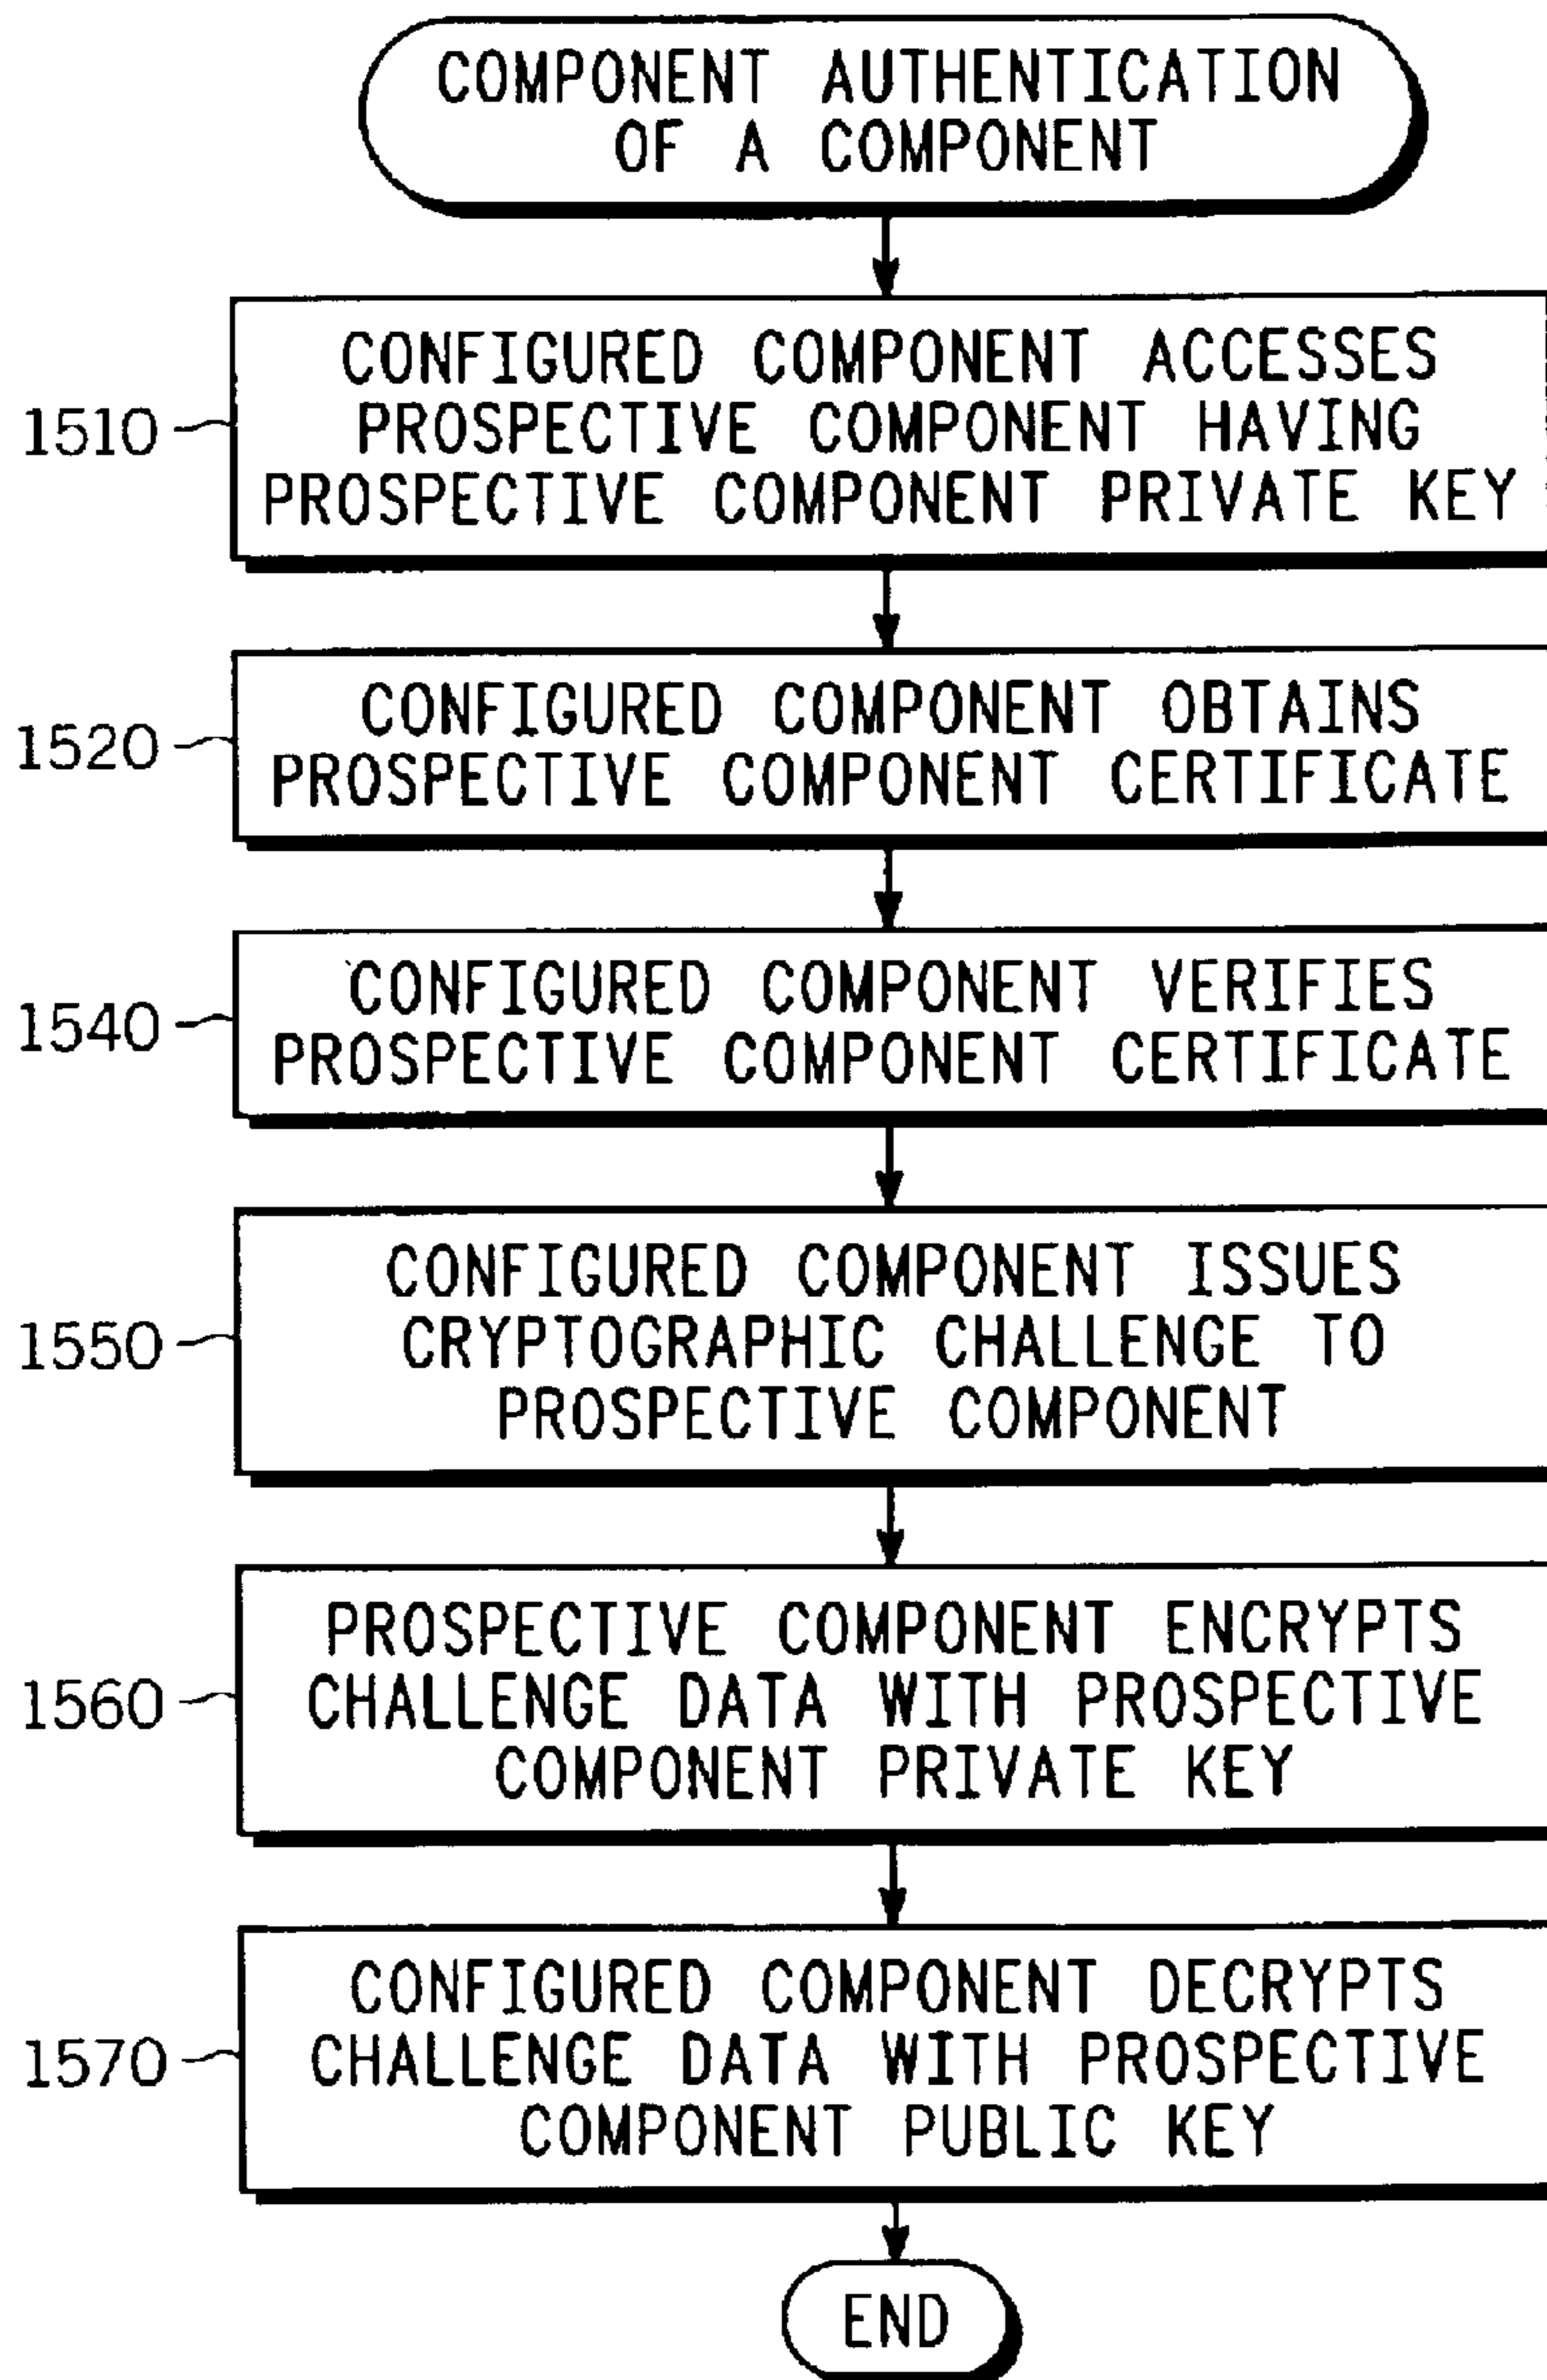 COMPONENT AUTHENTICATION
OF A COMPONENT
CONFIGURED COMPONENT ACCESSES
1510
PROSPECTIVE COMPONENT HAVING
PROSPECTIVE COMPONENT PRIVATE KEY
CONFIGURED COMPONENT OBTAINS
1520
PROSPECTIVE COMPONENT CERTIFICATE
CONFIGURED COMPONENT VERIFIES
1540
PROSPECTIVE COMPONENT CERTIFICATE
CONFIGURED COMPONENT ISSUES
1550
CRYPTOGRAPHIC CHALLENGE TO
PROSPECTIVE COMPONENT
PROSPECTIVE COMPONENT ENCRYPTS
1560
CHALLENGE DATA WITH PROSPECTIVE
COMPONENT PRIVATE KEY
CONFIGURED COMPONENT DECRYPTS
1570
CHALLENGE DATA WITH PROSPECTIVE
COMPONENT PUBLIC KEY
END